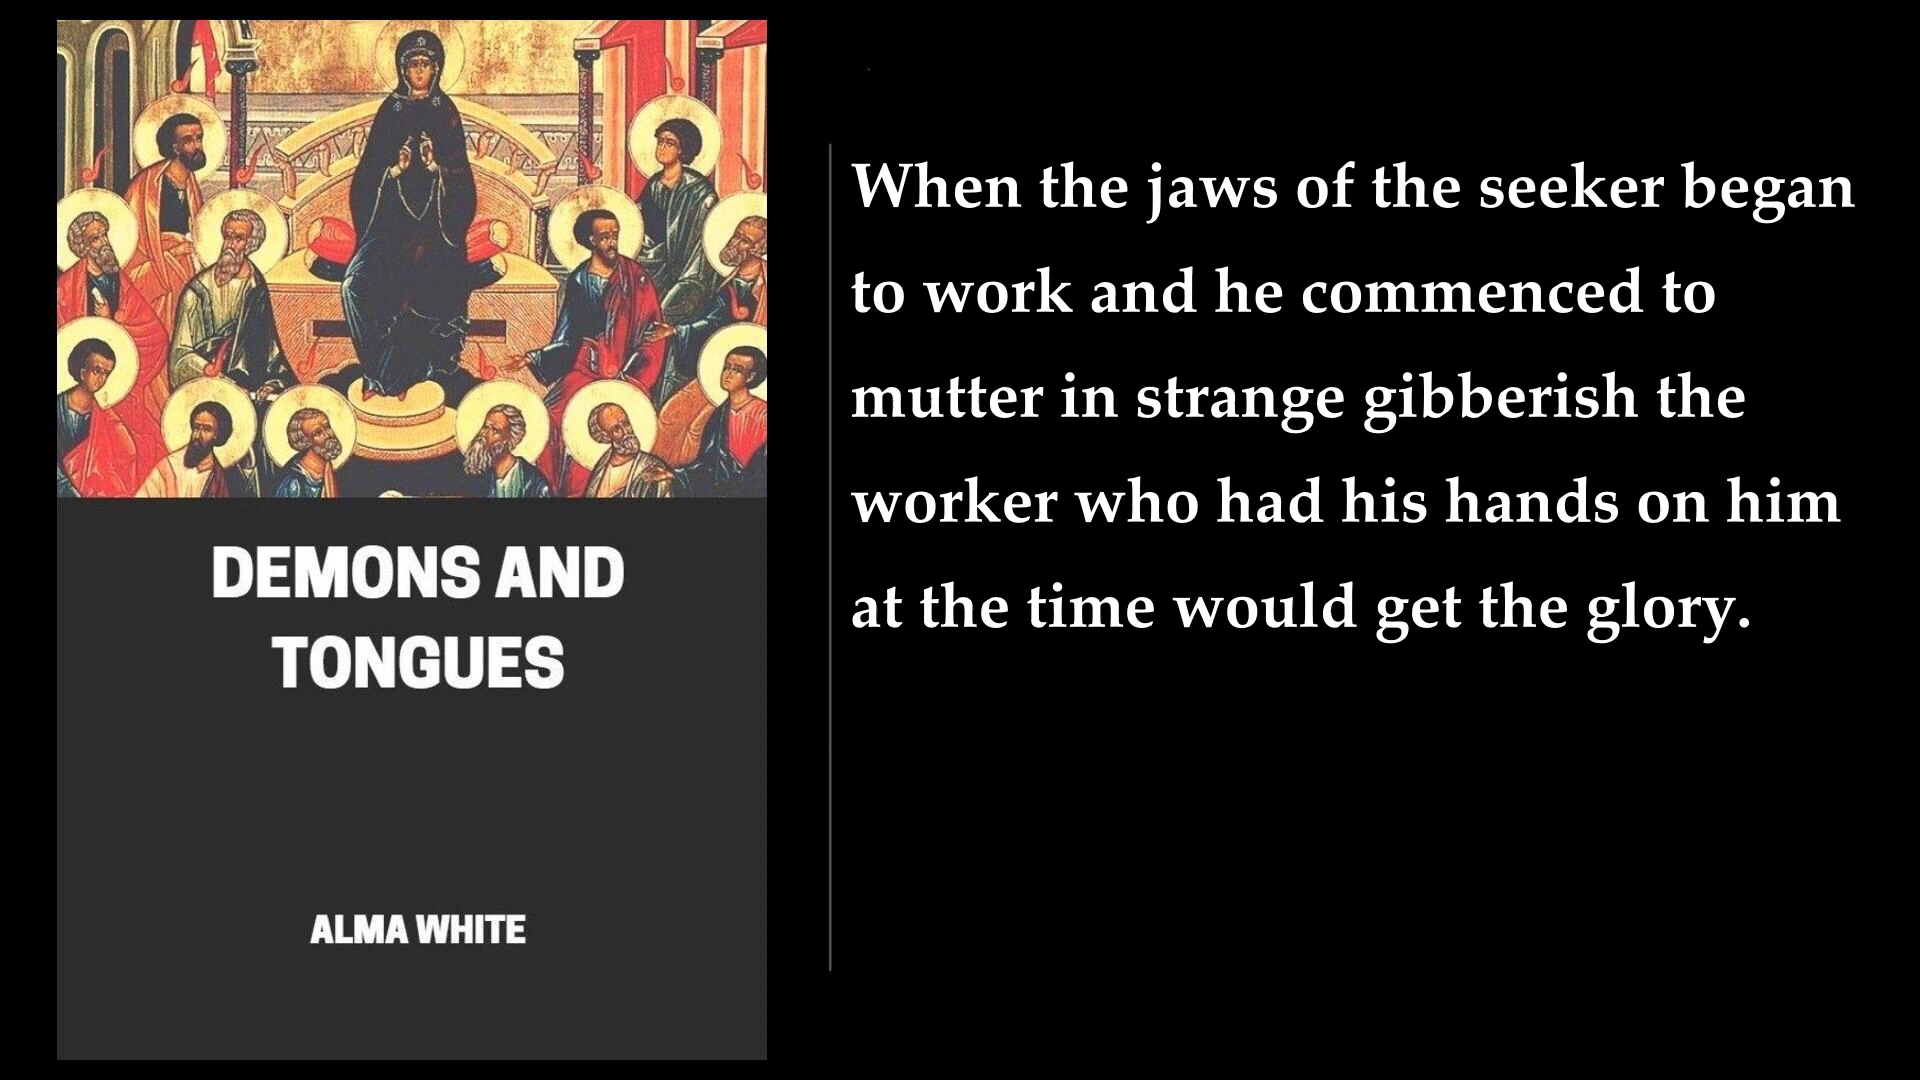 DEMONS AND
TONGUES
ALMA WHITE
When the jaws of the seeker began
to work and he commenced to
mutter in strange gibberish the
worker who had his hands on him
at the time would get the glory.